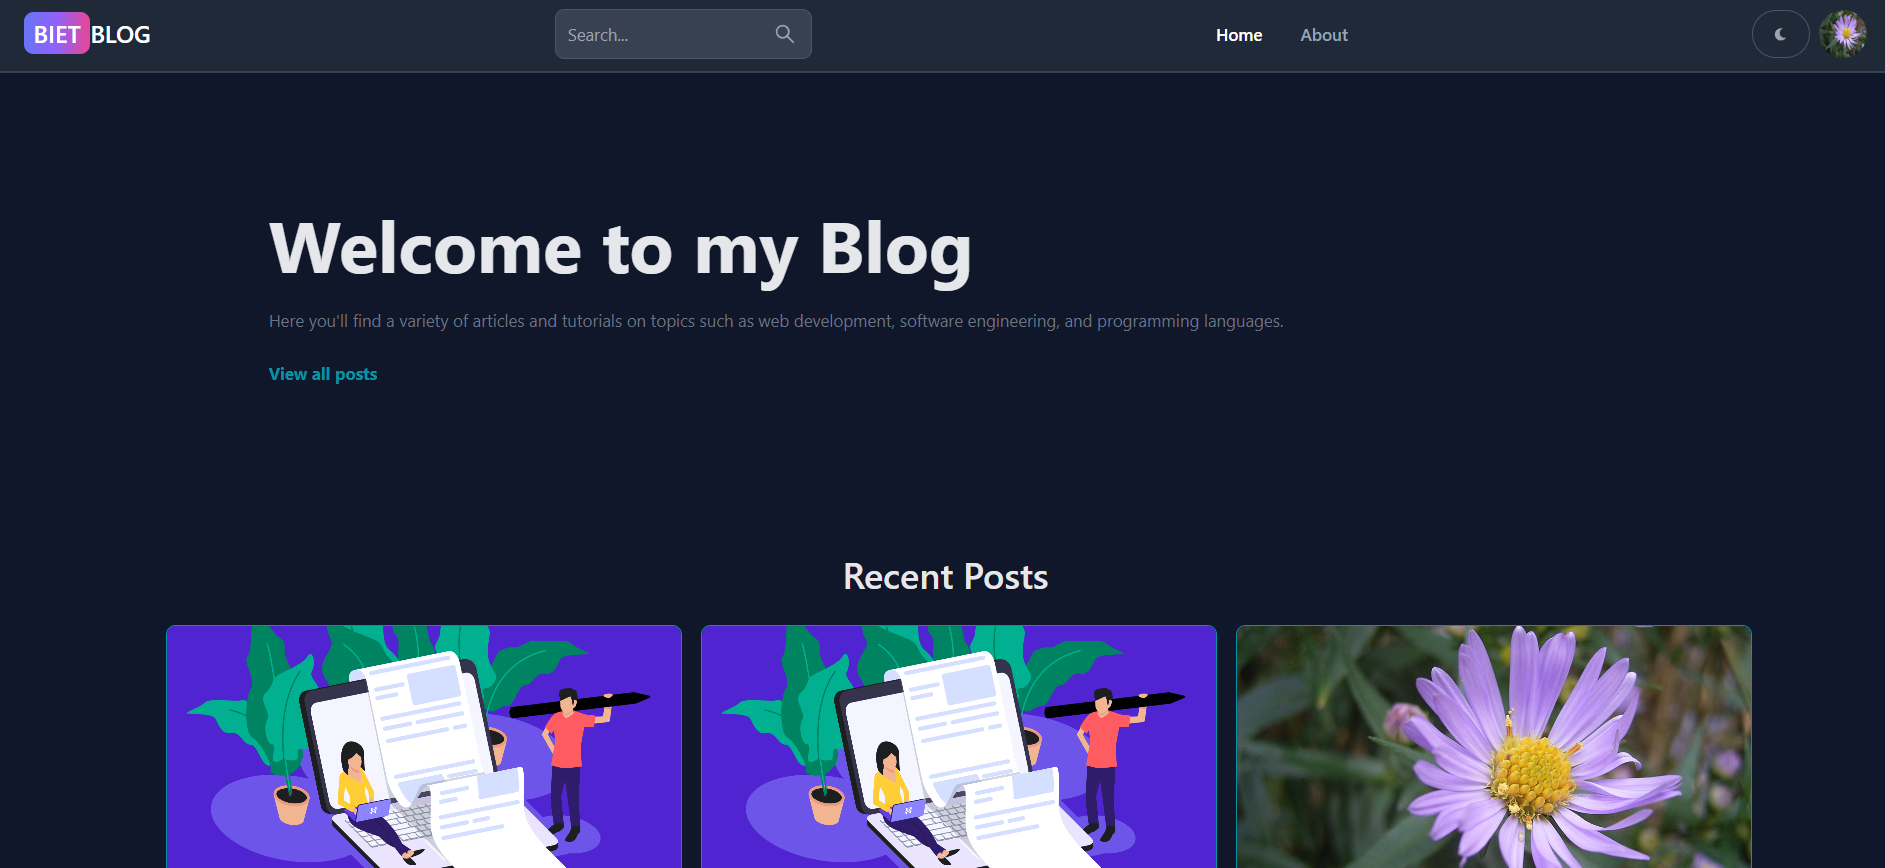 BIET BLOG
Search...
Home
About
Welcome to my Blog
Here you'll find a variety of articles and tutorials on topics such as web development, software engineering, and programming languages.
View all posts
Recent Posts